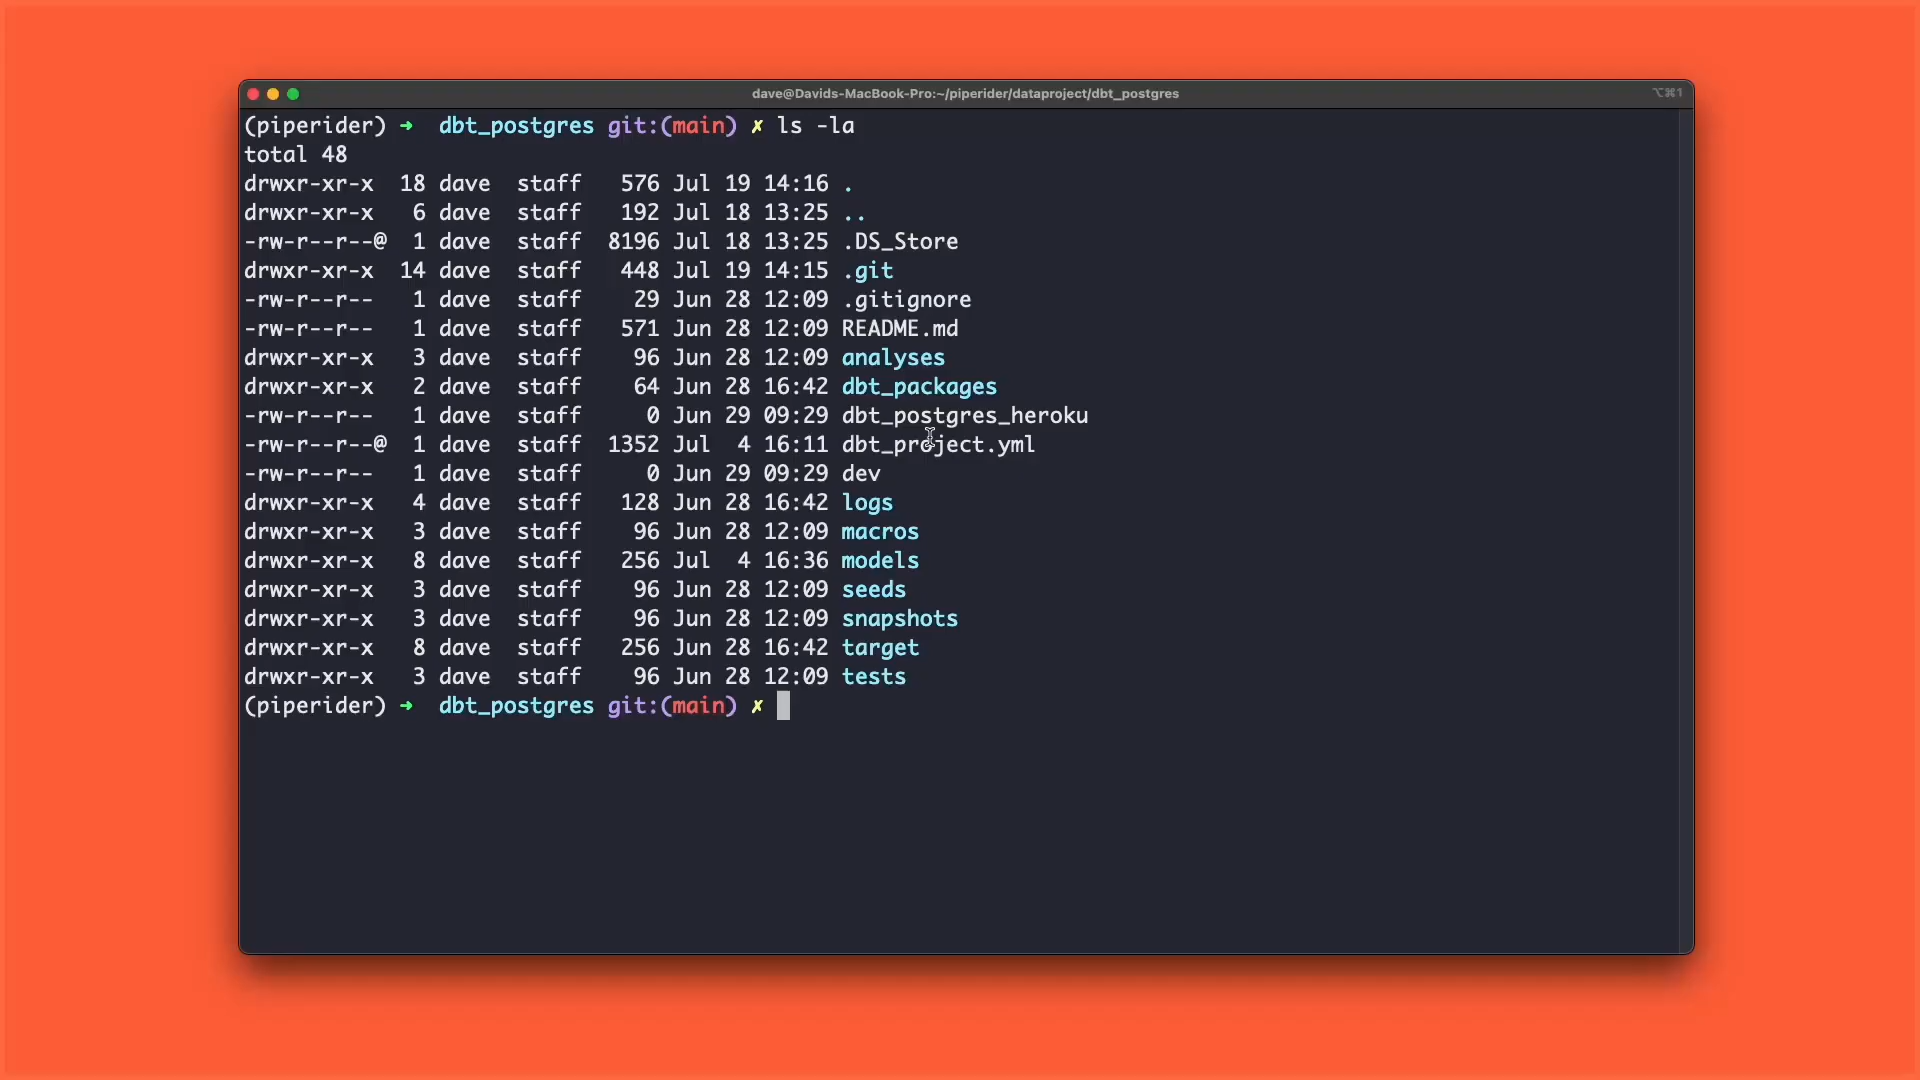 dave@Davids-MacBook-Pro:~/piperider/dataproject/dbt_postgres ⌥⌘1
(piperider) ➜  dbt_postgres git:(main) ✗ ls -la
total 48
drwxr-xr-x  18 dave  staff   576 Jul 19 14:16 .
drwxr-xr-x   6 dave  staff   192 Jul 18 13:25 ..
-rw-r--r--@  1 dave  staff  8196 Jul 18 13:25 .DS_Store
drwxr-xr-x  14 dave  staff   448 Jul 19 14:15 .git
-rw-r--r--   1 dave  staff    29 Jun 28 12:09 .gitignore
-rw-r--r--   1 dave  staff   571 Jun 28 12:09 README.md
drwxr-xr-x   3 dave  staff    96 Jun 28 12:09 analyses
drwxr-xr-x   2 dave  staff    64 Jun 28 16:42 dbt_packages
-rw-r--r--   1 dave  staff     0 Jun 29 09:29 dbt_postgres_heroku
-rw-r--r--@  1 dave  staff  1352 Jul  4 16:11 dbt_project.yml
-rw-r--r--   1 dave  staff     0 Jun 29 09:29 dev
drwxr-xr-x   4 dave  staff   128 Jun 28 16:42 logs
drwxr-xr-x   3 dave  staff    96 Jun 28 12:09 macros
drwxr-xr-x   8 dave  staff   256 Jul  4 16:36 models
drwxr-xr-x   3 dave  staff    96 Jun 28 12:09 seeds
drwxr-xr-x   3 dave  staff    96 Jun 28 12:09 snapshots
drwxr-xr-x   8 dave  staff   256 Jun 28 16:42 target
drwxr-xr-x   3 dave  staff    96 Jun 28 12:09 tests
(piperider) ➜  dbt_postgres git:(main) ✗